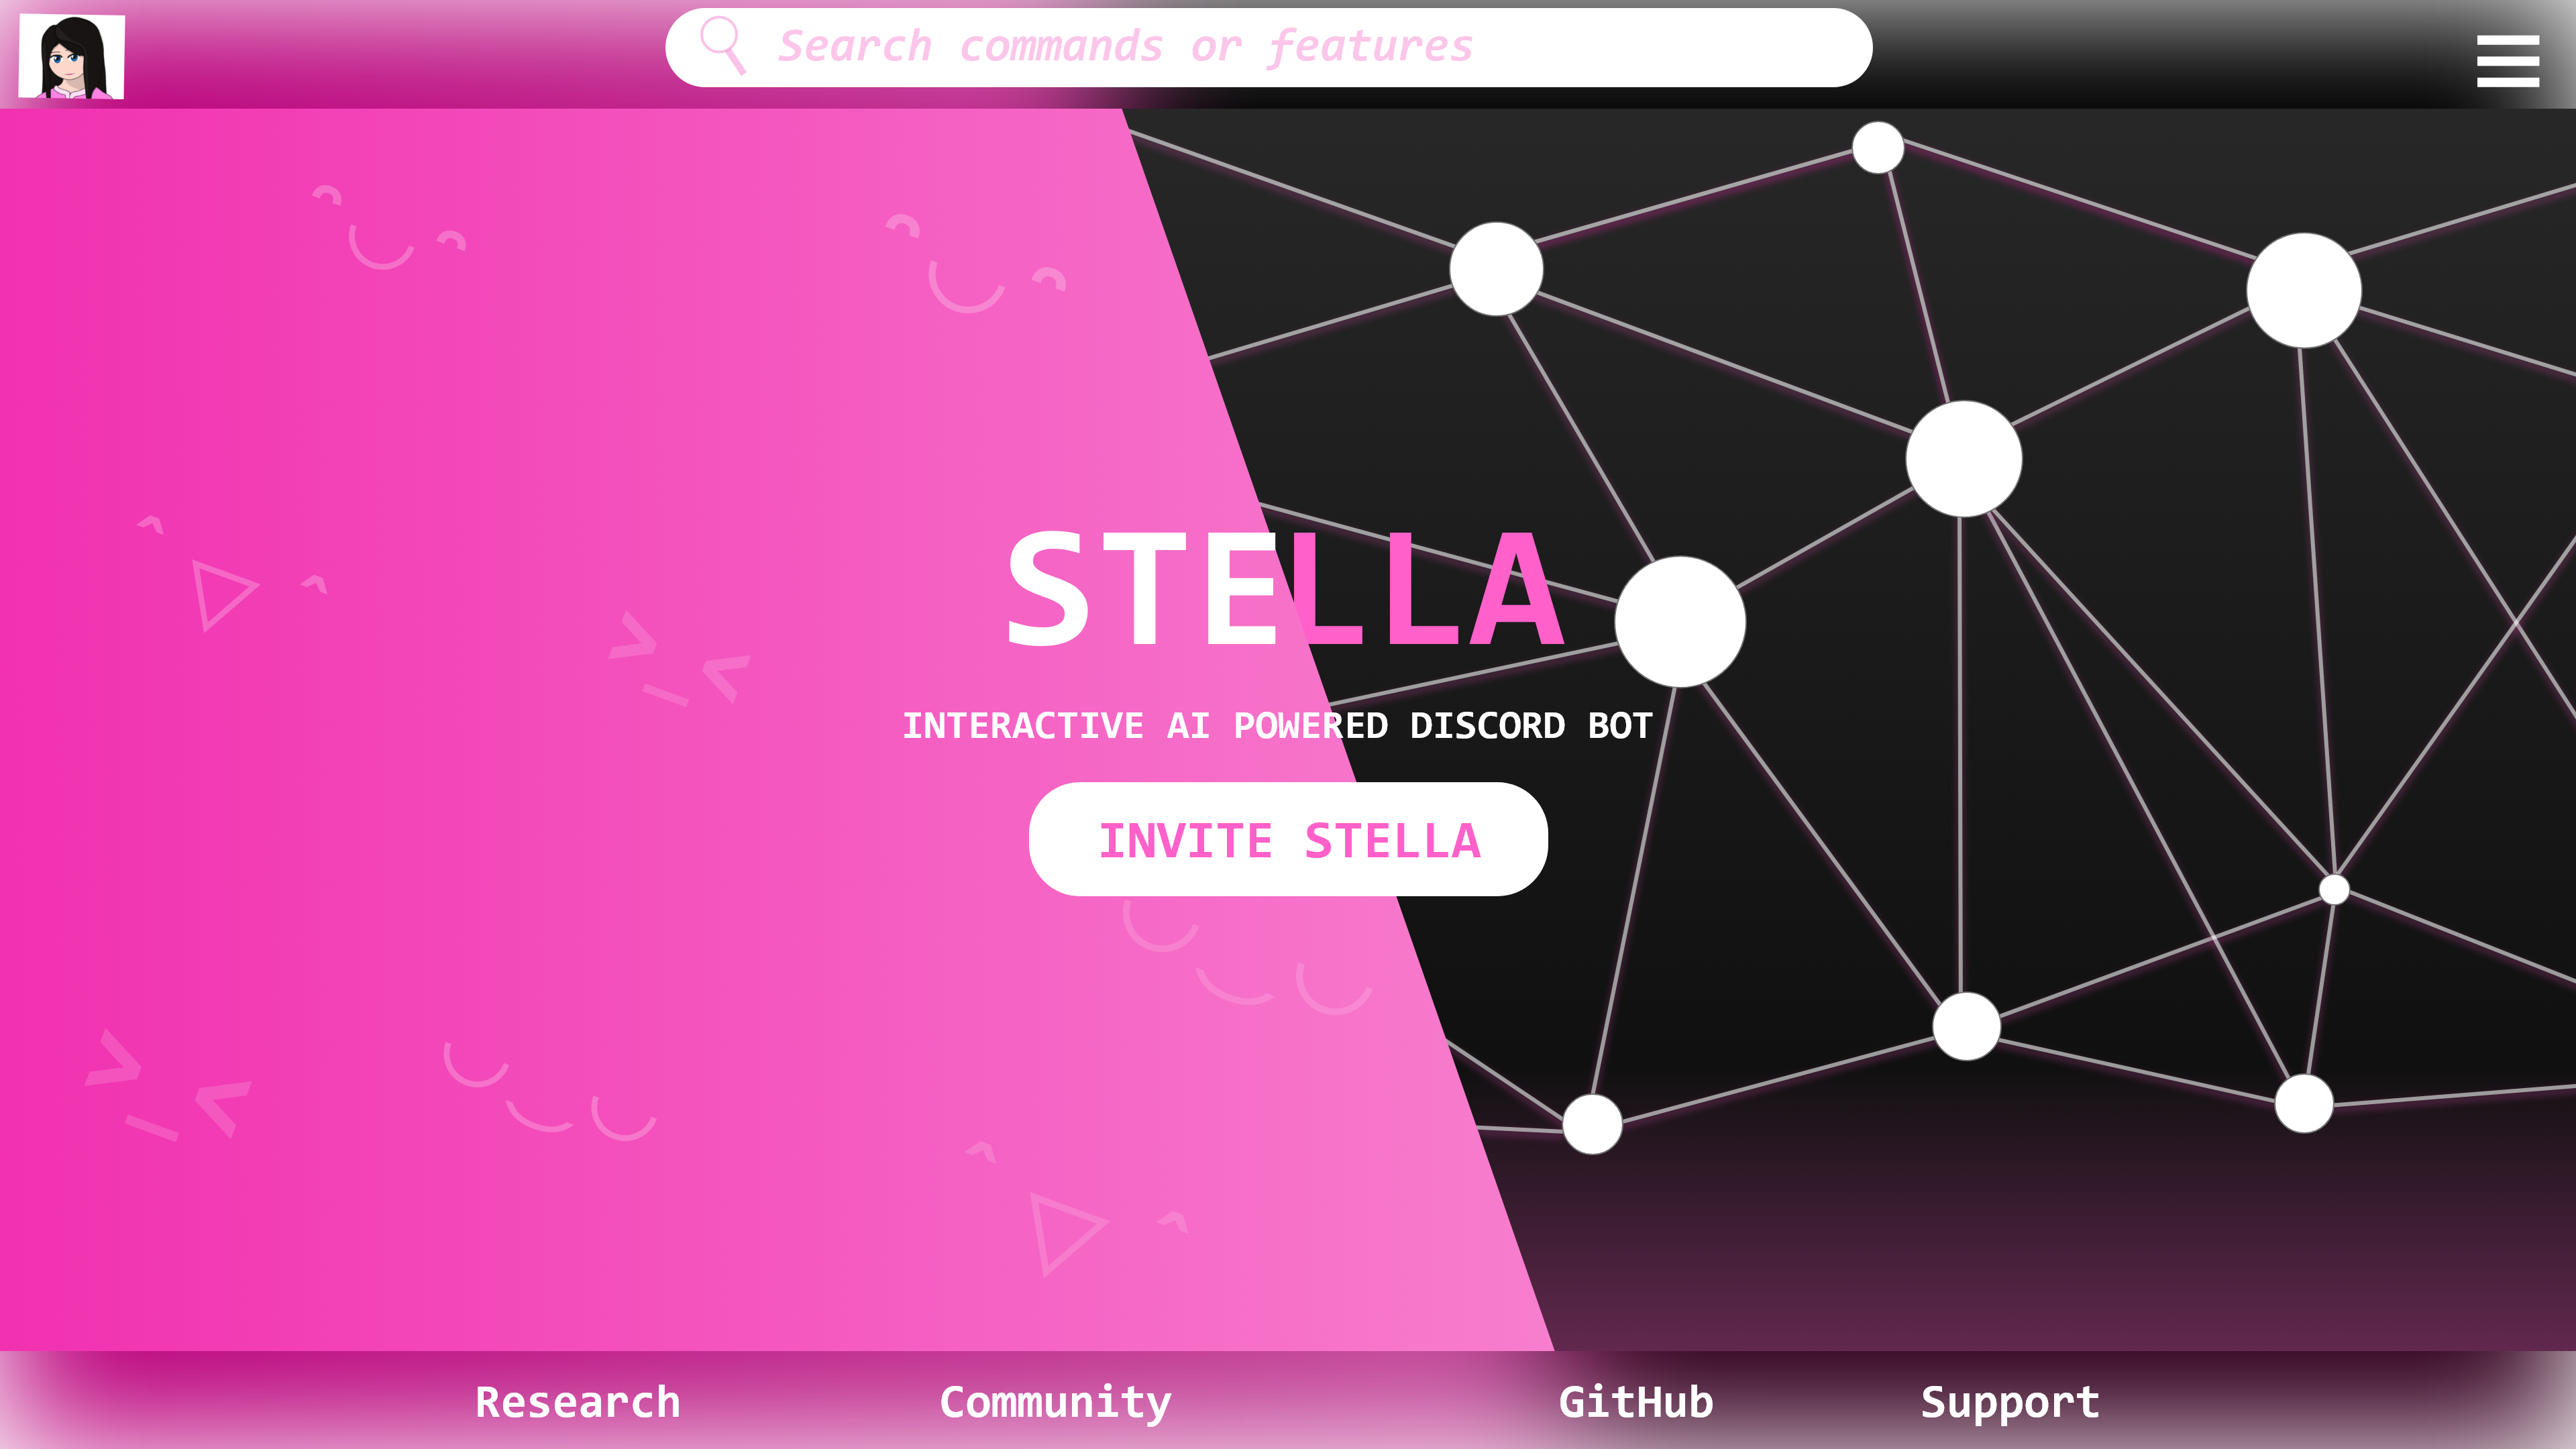 Search commands or features
STELLA
INTERACTIVE AI POWERED DISCORD BOT
INVITE STELLA
Research Community GitHub Support